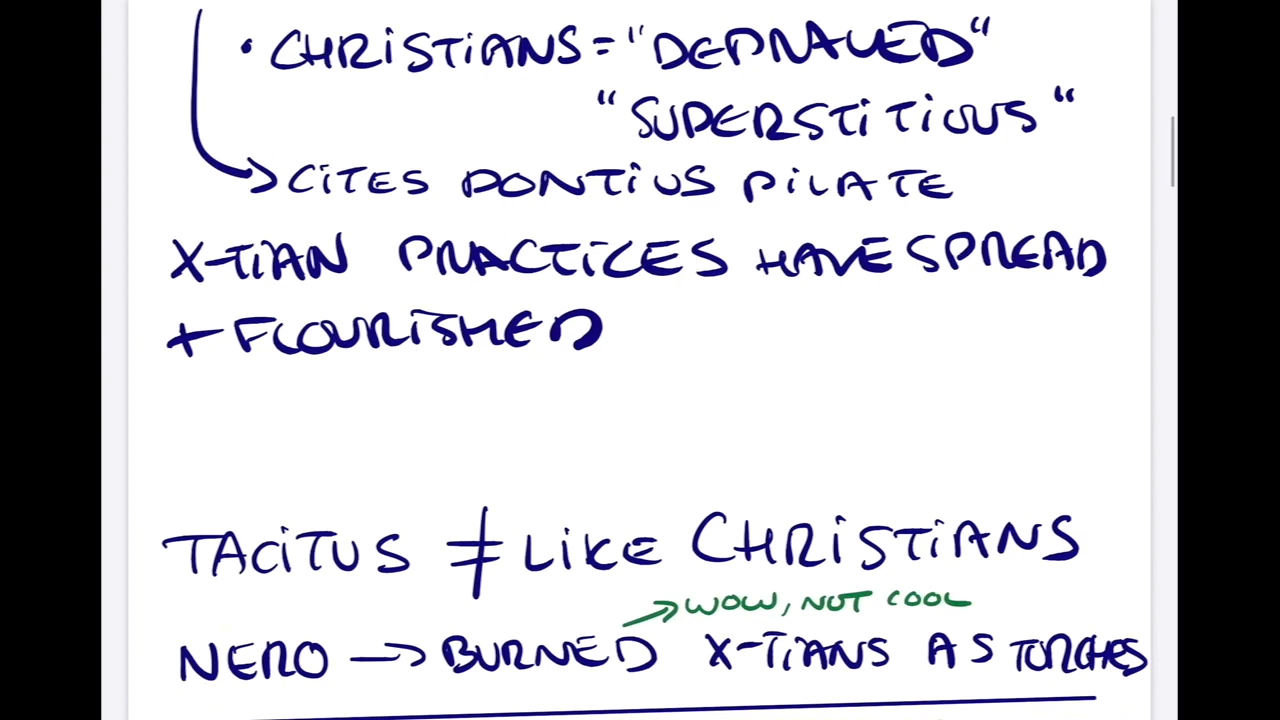 • CHRISTIANS = "DEPRAVED"
"SUPERSTITIOUS"
→ CITES PONTIUS PILATE
X-TIAN PRACTICES HAVE SPREAD
+ FLOURISHED
TACITUS ≠ LIKE CHRISTIANS
→ WOW, NOT COOL
NERO → BURNED X-TIANS AS TORCHES